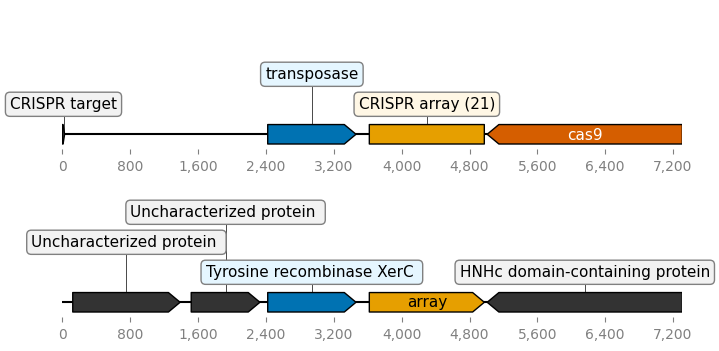 transposase
CRISPR target
CRISPR array (21)
cas9
0 800 1,600 2,400 3,200 4,000 4,800 5,600 6,400 7,200
Uncharacterized protein
Uncharacterized protein
Tyrosine recombinase XerC
HNHc domain-containing protein
array
0 800 1,600 2,400 3,200 4,000 4,800 5,600 6,400 7,200